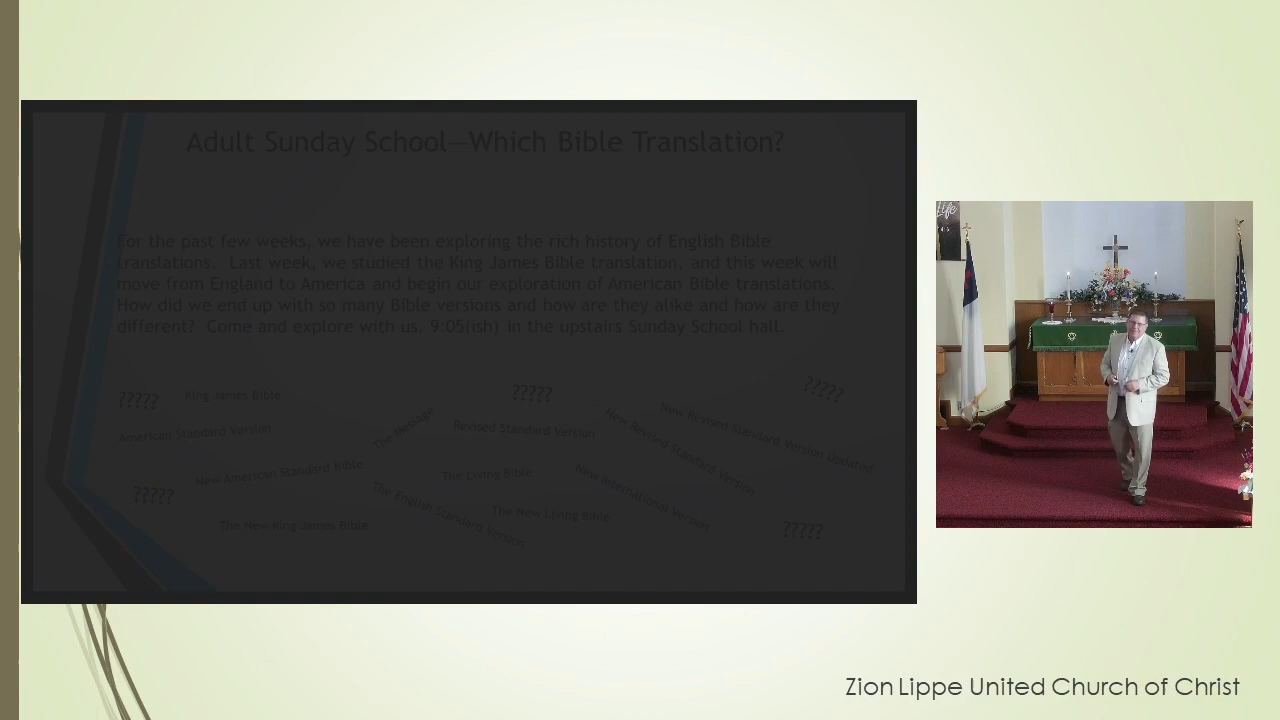 Adult Sunday School—Which Bible Translation?
For the past few weeks, we have been exploring the rich history of English Bible
translations.  Last week, we studied the King James Bible translation, and this week will
move from England to America and begin our exploration of American Bible translations.
How did we end up with so many Bible versions and how are they alike and how are they
different?  Come and explore with us. 9:05(ish) in the upstairs Sunday School hall.
?????
King James Bible
?????
?????
American Standard Version
The Message
Revised Standard Version
New Revised Standard Version
New Revised Standard Version Updated
New American Standard Bible
The Living Bible
New International Version
?????
The English Standard Version
The New Living Bible
The New King James Bible
?????
Life
Zion Lippe United Church of Christ